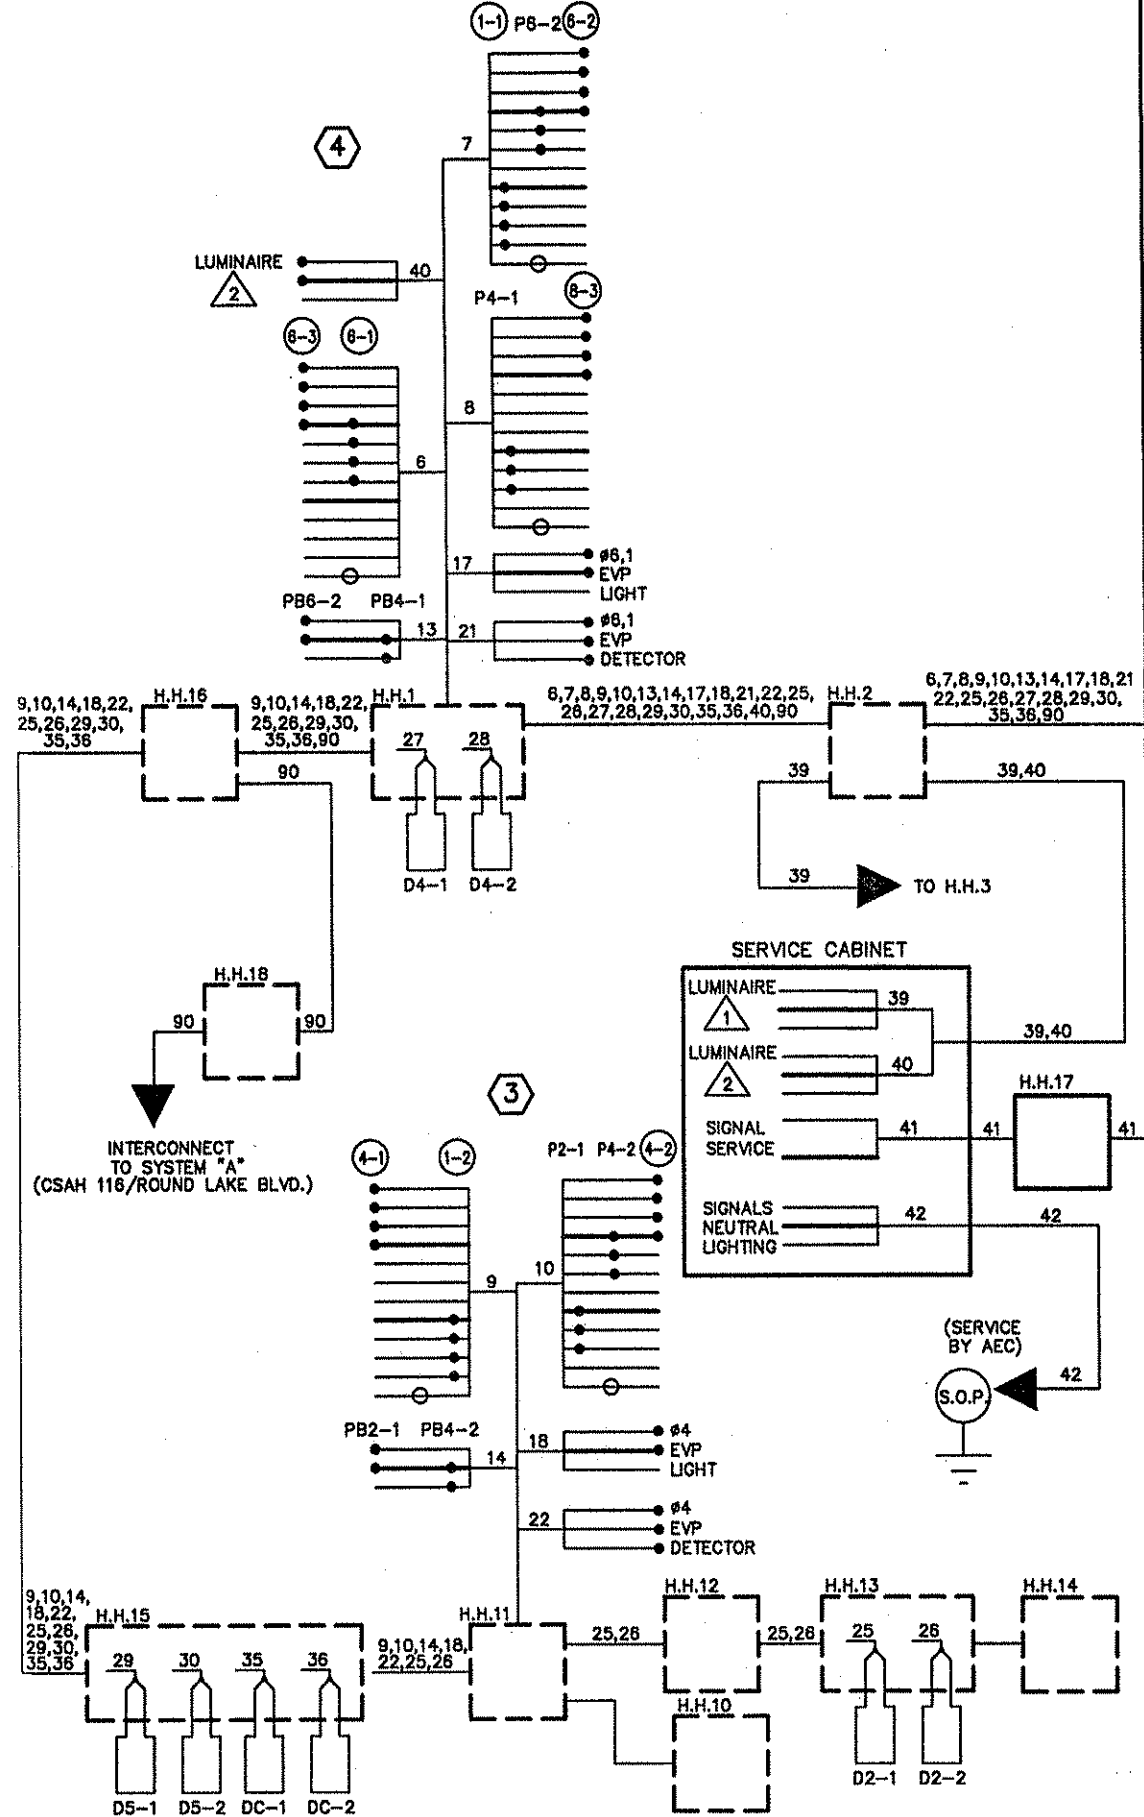 1-1 P6-2 6-2
4
7
LUMINAIRE
2
40
P4-1 8-3
6-3 6-1
8
6
17
ø6,1
EVP
LIGHT
PB6-2 PB4-1
13 21
ø6,1
EVP
DETECTOR
9,10,14,18,22,
25,26,29,30,
35,36
H.H.16
9,10,14,18,22,
25,26,29,30,
35,36,90
H.H.1
6,7,8,9,10,13,14,17,18,21,22,25,
26,27,28,29,30,35,36,40,90
H.H.2
6,7,8,9,10,13,14,17,18,21
22,25,26,27,28,29,30,
35,36,90
27 28
90
39
39,40
D4-1 D4-2
39
TO H.H.3
SERVICE CABINET
H.H.18
90 90
LUMINAIRE
1
39
39,40
LUMINAIRE
2
40
H.H.17
3
INTERCONNECT
TO SYSTEM "A"
(CSAH 116/ROUND LAKE BLVD.)
4-1 1-2
P2-1 P4-2 4-2
SIGNAL
SERVICE
41 41 41
SIGNALS
NEUTRAL
LIGHTING
42 42
9 10
(SERVICE
BY AEC)
42
S.O.P.
PB2-1 PB4-2
14
18
ø4
EVP
LIGHT
22
ø4
EVP
DETECTOR
9,10,14,
18,22,
25,26,
29,30,
35,36
H.H.15
29 30 35 36
9,10,14,18,
22,25,26
H.H.11
25,26
H.H.12
25,26
H.H.13
25 26
H.H.14
H.H.10
D5-1 D5-2 DC-1 DC-2
D2-1 D2-2